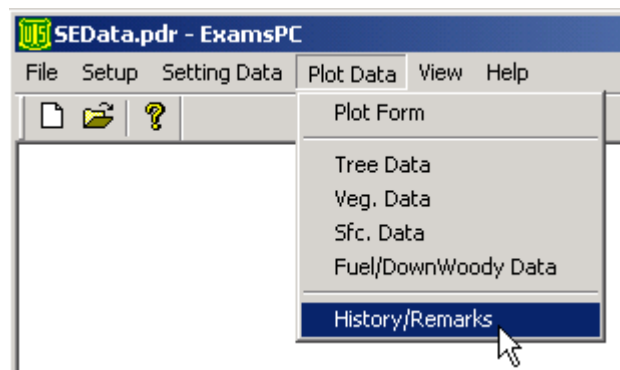 UIS SEData.pdr - ExamsPC
File Setup Setting Data Plot Data View Help
Plot Form
Tree Data
Veg. Data
Sfc. Data
Fuel/DownWoody Data
History/Remarks